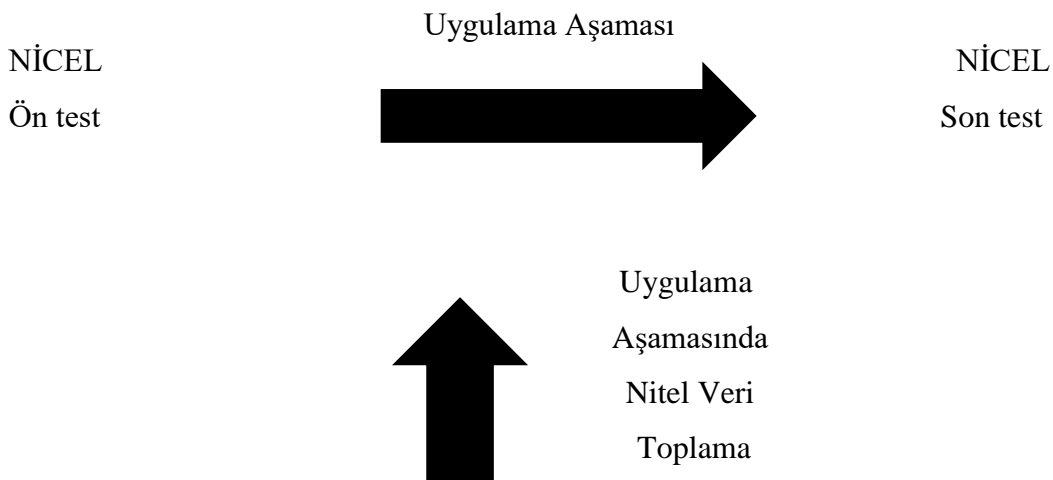 Uygulama Aşaması
NİCEL
NİCEL
Ön test
Son test
Uygulama
Aşamasında
Nitel Veri
Toplama